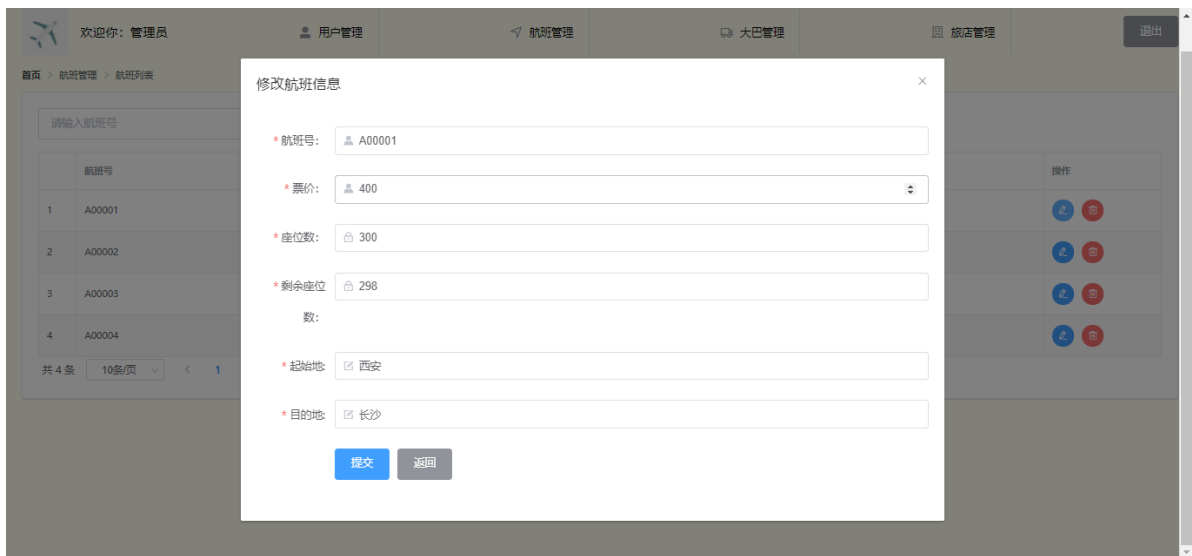 欢迎你：管理员
用户管理
航班管理
大巴管理
旅店管理
退出
首页 > 航班管理 > 航班列表
修改航班信息
请输入航班号
* 航班号： A00001
* 票价： 400
* 座位数： 300
* 剩余座位 298
数：
* 起始地: 西安
* 目的地: 长沙
提交 返回
航班号 操作
1 A00001
2 A00002
3 A00003
4 A00004
共 4 条 10条/页 < 1